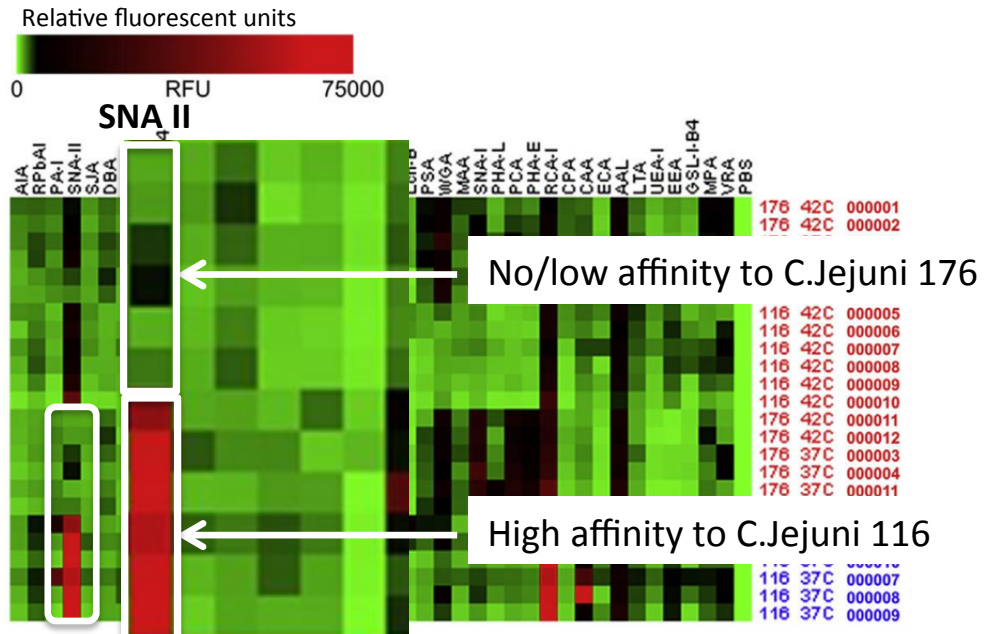 Relative fluorescent units
0 RFU 75000
SNA II
AIA
RPbAI
PA-I
SNA-II
SJA
DBA
4
PSA
WGA
MAA
SNA-I
PHA-L
PCA
PHA-E
RCA-I
CPA
CAA
ECA
AAL
LTA
UEA-I
EEA
GSL-I-B4
MPA
VRA
PBS
176 42C 000001
176 42C 000002
No/low affinity to C.Jejuni 176
116 42C 000005
116 42C 000006
116 42C 000007
116 42C 000008
116 42C 000009
116 42C 000010
176 42C 000011
176 42C 000012
176 37C 000003
176 37C 000004
176 37C 000011
High affinity to C.Jejuni 116
116 37C 000007
116 37C 000008
116 37C 000009